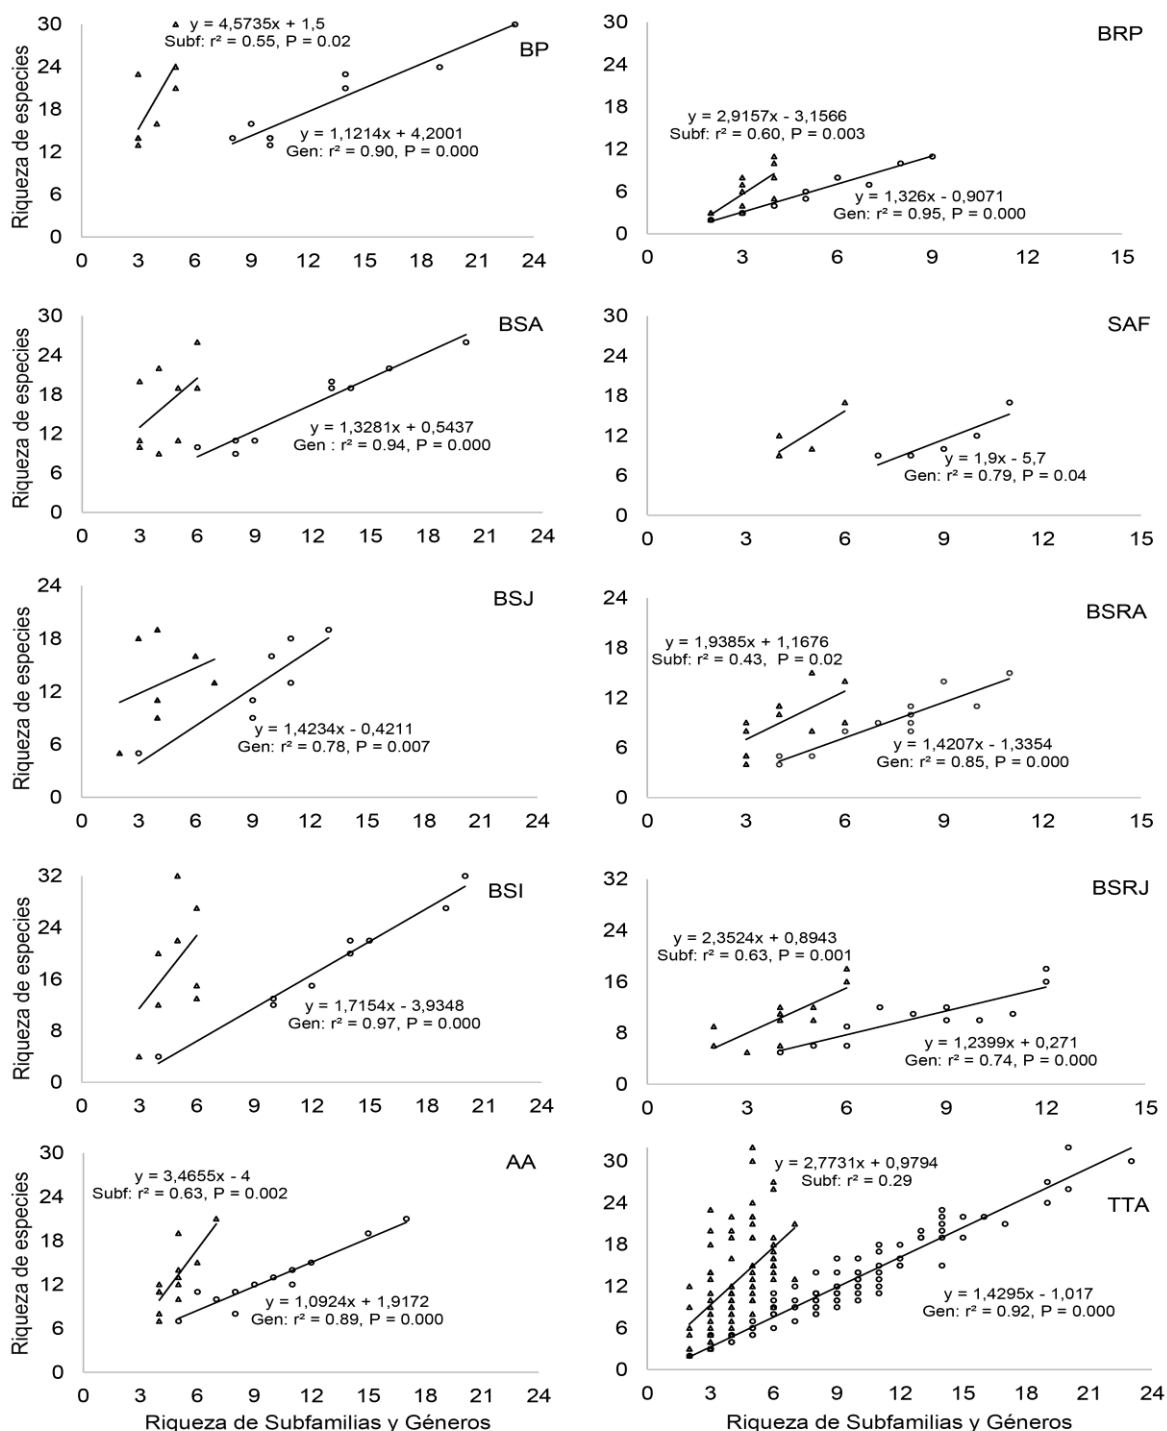 Riqueza de especies
30
24
18
12
6
0
y = 4,5735x + 1,5
Subf: r² = 0.55, P = 0.02
BP
y = 1,1214x + 4,2001
Gen: r² = 0.90, P = 0.000
0 3 6 9 12 15 18 21 24
30
24
18
12
6
0
BRP
y = 2,9157x - 3,1566
Subf: r² = 0.60, P = 0.003
y = 1,326x - 0,9071
Gen: r² = 0.95, P = 0.000
0 3 6 9 12 15
Riqueza de especies
30
24
18
12
6
0
BSA
y = 1,3281x + 0,5437
Gen : r² = 0.94, P = 0.000
0 3 6 9 12 15 18 21 24
30
24
18
12
6
0
SAF
y = 1,9x - 5,7
Gen: r² = 0.79, P = 0.04
0 3 6 9 12 15
Riqueza de especies
24
18
12
6
0
BSJ
y = 1,4234x - 0,4211
Gen: r² = 0.78, P = 0.007
0 3 6 9 12 15 18 21 24
24
18
12
6
0
BSRA
y = 1,9385x + 1,1676
Subf: r² = 0.43, P = 0.02
y = 1,4207x - 1,3354
Gen: r² = 0.85, P = 0.000
0 3 6 9 12 15
Riqueza de especies
32
24
16
8
0
BSI
y = 1,7154x - 3,9348
Gen: r² = 0.97, P = 0.000
0 3 6 9 12 15 18 21 24
32
24
16
8
0
BSRJ
y = 2,3524x + 0,8943
Subf: r² = 0.63, P = 0.001
y = 1,2399x + 0,271
Gen: r² = 0.74, P = 0.000
0 3 6 9 12 15
Riqueza de especies
30
24
18
12
6
0
AA
y = 3,4655x - 4
Subf: r² = 0.63, P = 0.002
y = 1,0924x + 1,9172
Gen: r² = 0.89, P = 0.000
0 3 6 9 12 15 18 21 24
Riqueza de Subfamilias y Géneros
30
24
18
12
6
0
y = 2,7731x + 0,9794
Subf: r² = 0.29
TTA
y = 1,4295x - 1,017
Gen: r² = 0.92, P = 0.000
0 3 6 9 12 15 18 21 24
Riqueza de Subfamilias y Géneros